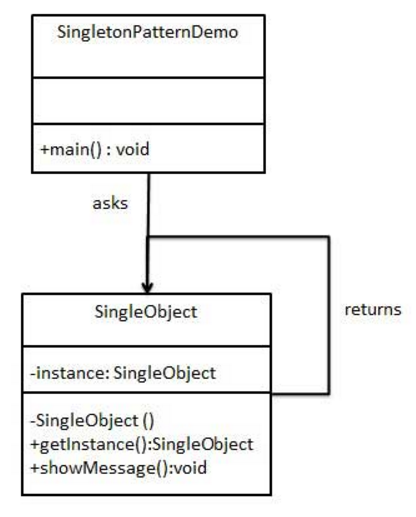 SingletonPatternDemo
+main() : void
asks
SingleObject
returns
-instance: SingleObject
-SingleObject ()
+getInstance():SingleObject
+showMessage():void